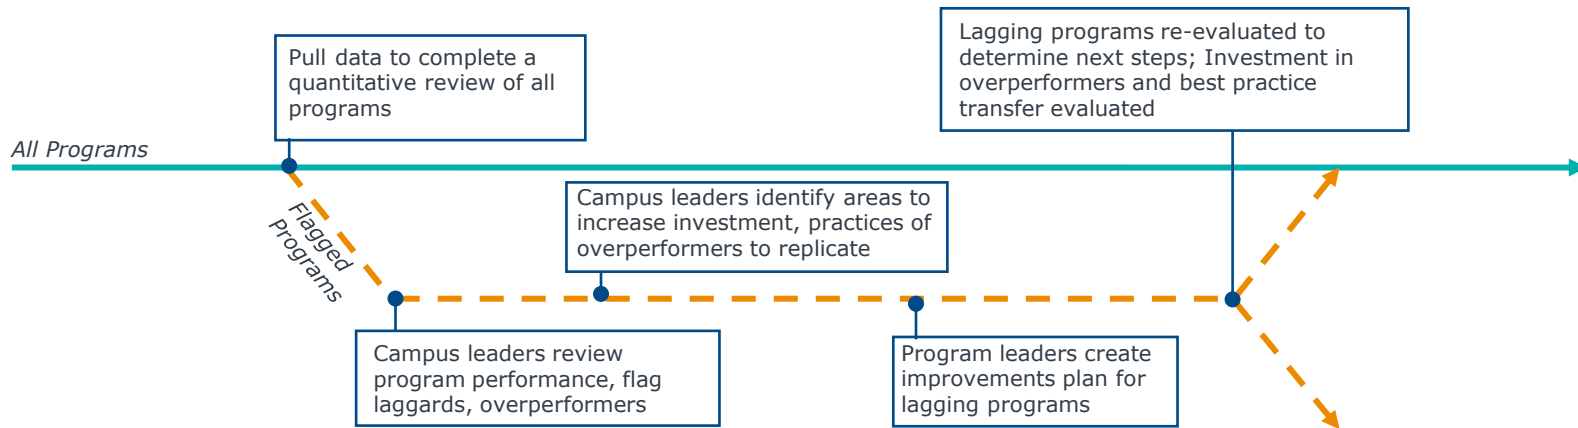 Pull data to complete a
quantitative review of all
programs
Lagging programs re-evaluated to
determine next steps; Investment in
overperformers and best practice
transfer evaluated
All Programs
Flagged
Programs
Campus leaders identify areas to
increase investment, practices of
overperformers to replicate
Campus leaders review
program performance, flag
laggards, overperformers
Program leaders create
improvements plan for
lagging programs